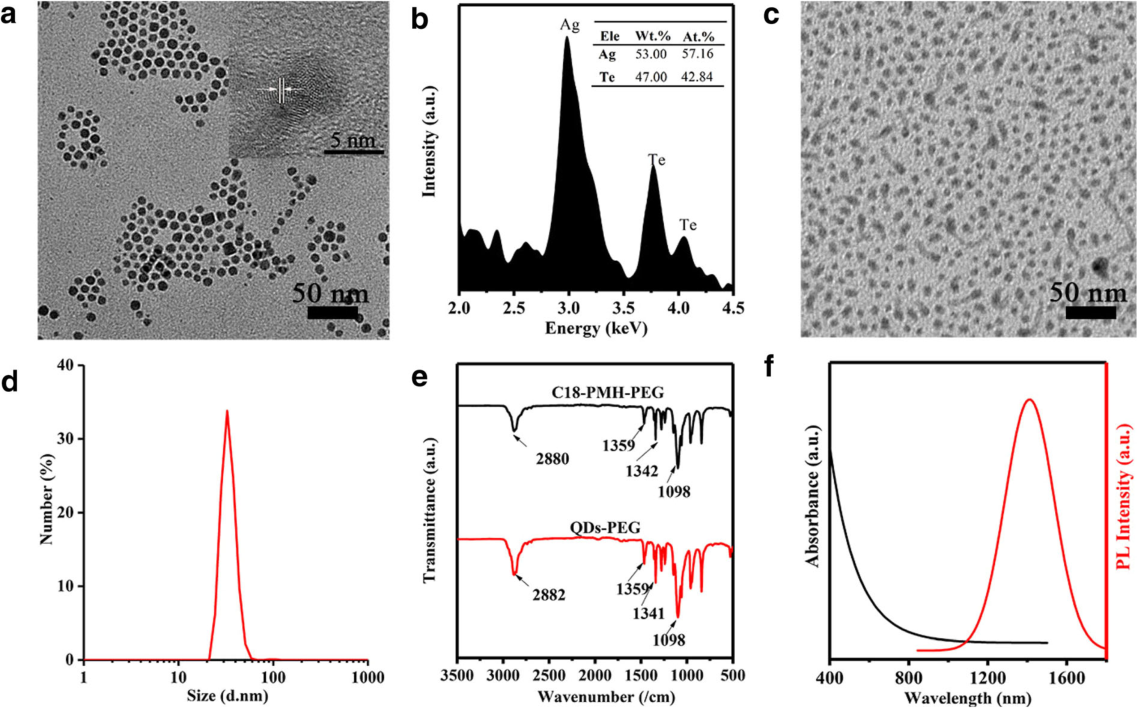 a
5 nm
50 nm
b
Intensity (a.u.)
Ag
Te
Te
Ele Wt.% At.%
Ag 53.00 57.16
Te 47.00 42.84
2.0 2.5 3.0 3.5 4.0 4.5
Energy (keV)
c
50 nm
d
Number (%)
40
30
20
10
0
1 10 100 1000
Size (d.nm)
e
Transmittance (a.u.)
C18-PMH-PEG
2880
1359
1342
1098
QDs-PEG
2882
1359
1341
1098
3500 3000 2500 2000 1500 1000 500
Wavenumber (/cm)
f
Absorbance (a.u.)
PL Intensity (a.u.)
400 800 1200 1600
Wavelength (nm)